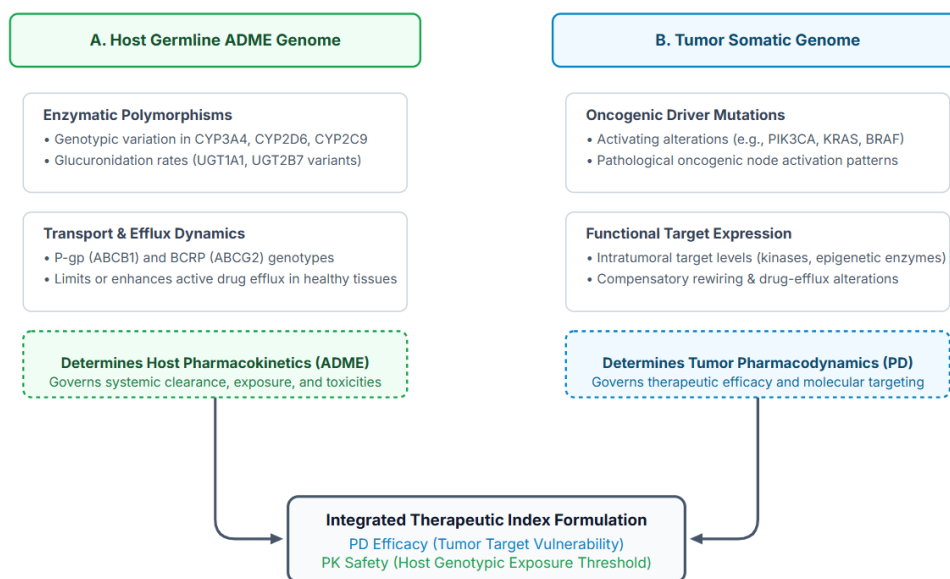 A. Host Germline ADME Genome
Enzymatic Polymorphisms
• Genotypic variation in CYP3A4, CYP2D6, CYP2C9
• Glucuronidation rates (UGT1A1, UGT2B7 variants)
Transport & Efflux Dynamics
• P-gp (ABCB1) and BCRP (ABCG2) genotypes
• Limits or enhances active drug efflux in healthy tissues
Determines Host Pharmacokinetics (ADME)
Governs systemic clearance, exposure, and toxicities
B. Tumor Somatic Genome
Oncogenic Driver Mutations
• Activating alterations (e.g., PIK3CA, KRAS, BRAF)
• Pathological oncogenic node activation patterns
Functional Target Expression
• Intratumoral target levels (kinases, epigenetic enzymes)
• Compensatory rewiring & drug-efflux alterations
Determines Tumor Pharmacodynamics (PD)
Governs therapeutic efficacy and molecular targeting
Integrated Therapeutic Index Formulation
PD Efficacy (Tumor Target Vulnerability)
PK Safety (Host Genotypic Exposure Threshold)